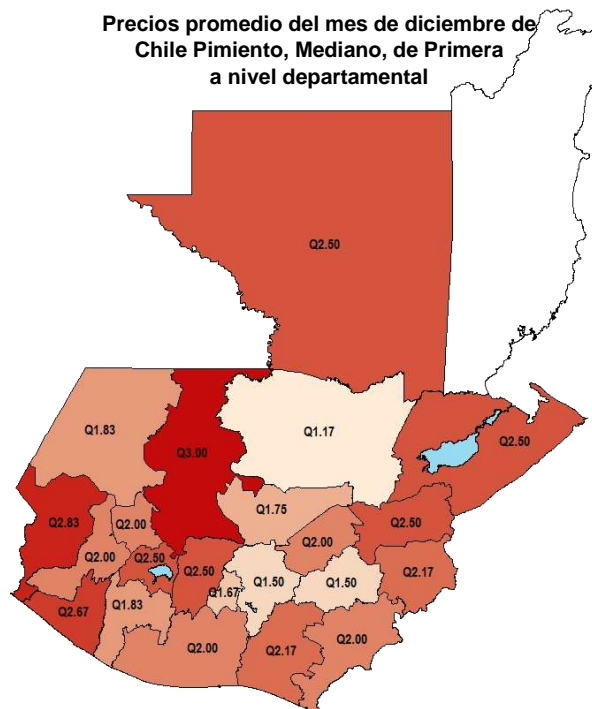 Precios promedio del mes de diciembre de
Chile Pimiento, Mediano, de Primera
a nivel departamental
Q2.50
Q1.83
Q1.17
Q3.00
Q2.50
Q2.83
Q2.00
Q1.75
Q2.50
Q2.00
Q2.00
Q2.50
Q2.50
Q2.17
Q1.67
Q1.50
Q1.50
Q2.67
Q1.83
Q2.00
Q2.17
Q2.00